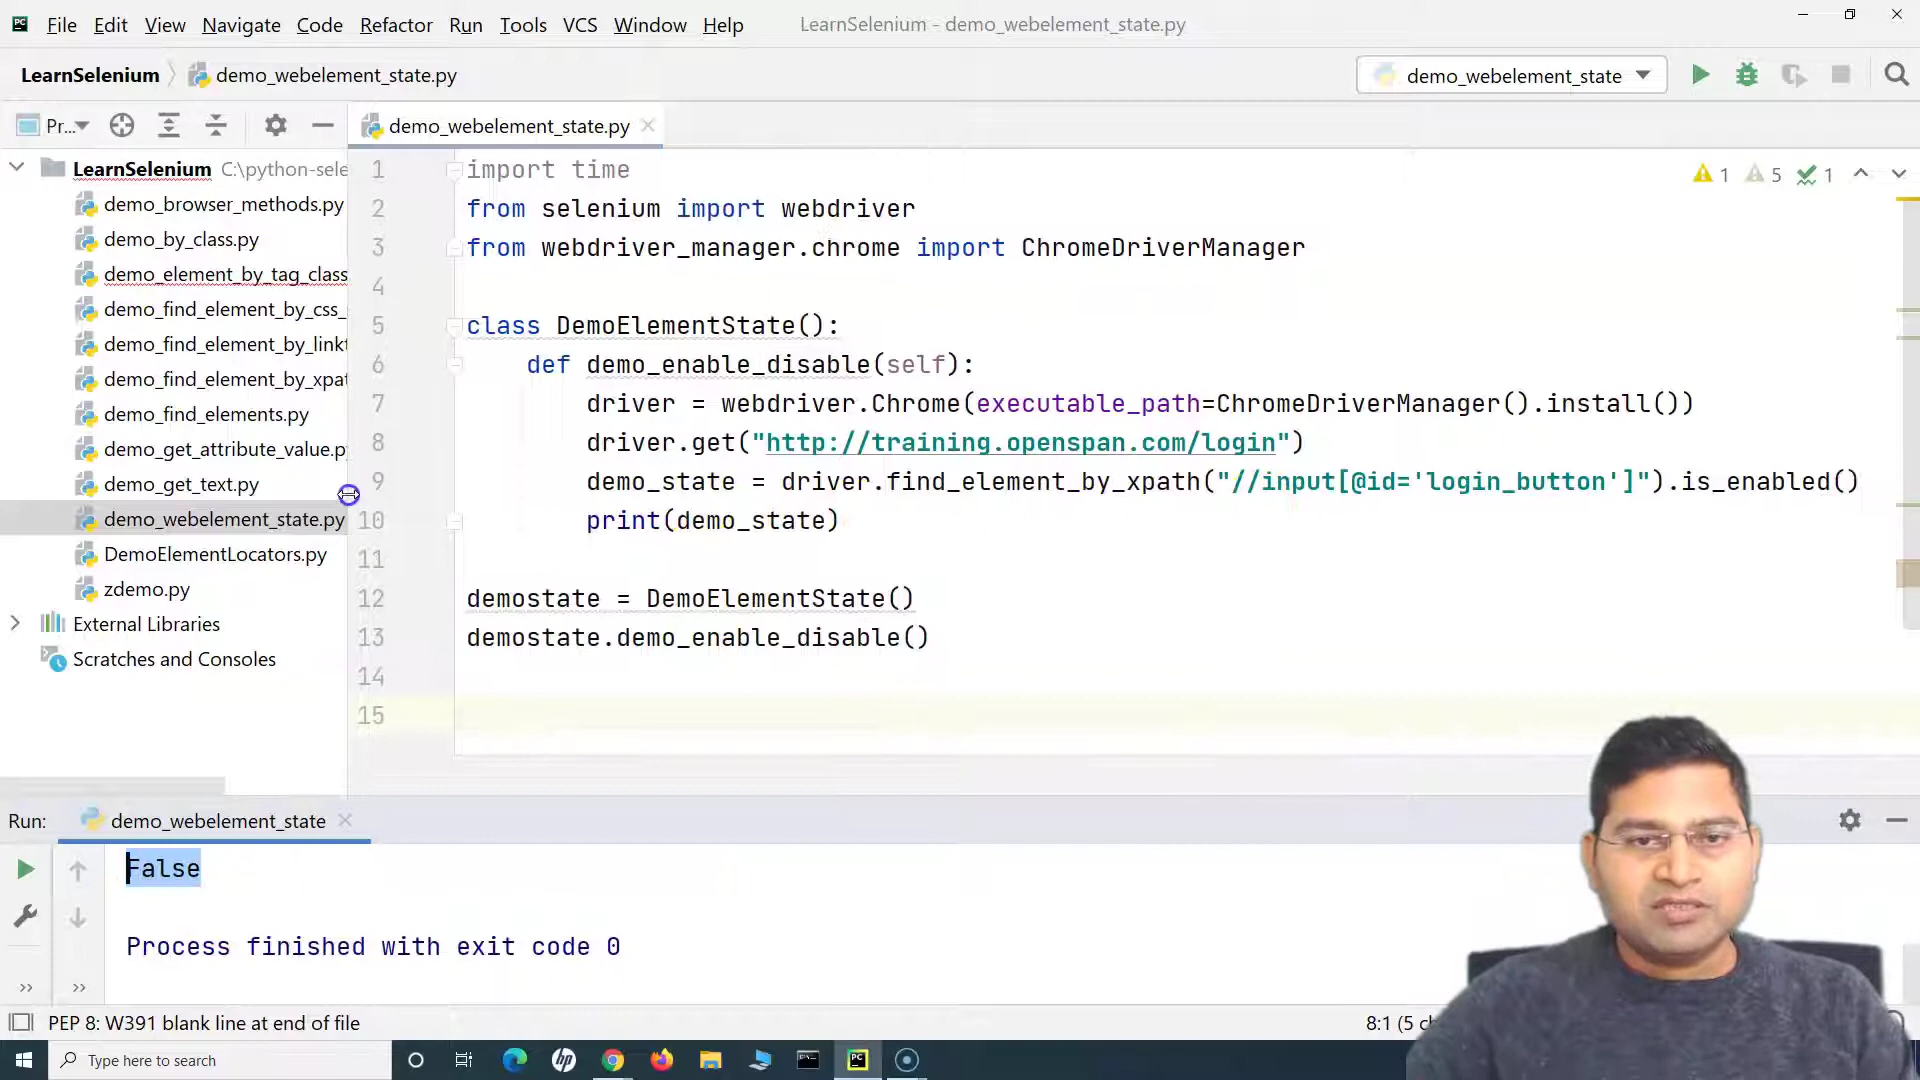 File Edit View Navigate Code Refactor Run Tools VCS Window Help LearnSelenium - demo_webelement_state.py
LearnSelenium demo_webelement_state.py demo_webelement_state
Pr... demo_webelement_state.py
LearnSelenium C:\python-sele
demo_browser_methods.py
demo_by_class.py
demo_element_by_tag_class
demo_find_element_by_css_
demo_find_element_by_linkt
demo_find_element_by_xpat
demo_find_elements.py
demo_get_attribute_value.py
demo_get_text.py
demo_webelement_state.py
DemoElementLocators.py
zdemo.py
External Libraries
Scratches and Consoles
1 import time
2 from selenium import webdriver
3 from webdriver_manager.chrome import ChromeDriverManager
4
5 class DemoElementState():
6 def demo_enable_disable(self):
7 driver = webdriver.Chrome(executable_path=ChromeDriverManager().install())
8 driver.get("http://training.openspan.com/login")
9 demo_state = driver.find_element_by_xpath("//input[@id='login_button']").is_enabled()
10 print(demo_state)
11
12 demostate = DemoElementState()
13 demostate.demo_enable_disable()
14
15
1 5 1
Run: demo_webelement_state
False
Process finished with exit code 0
PEP 8: W391 blank line at end of file 8:1 (5 ch
Type here to search